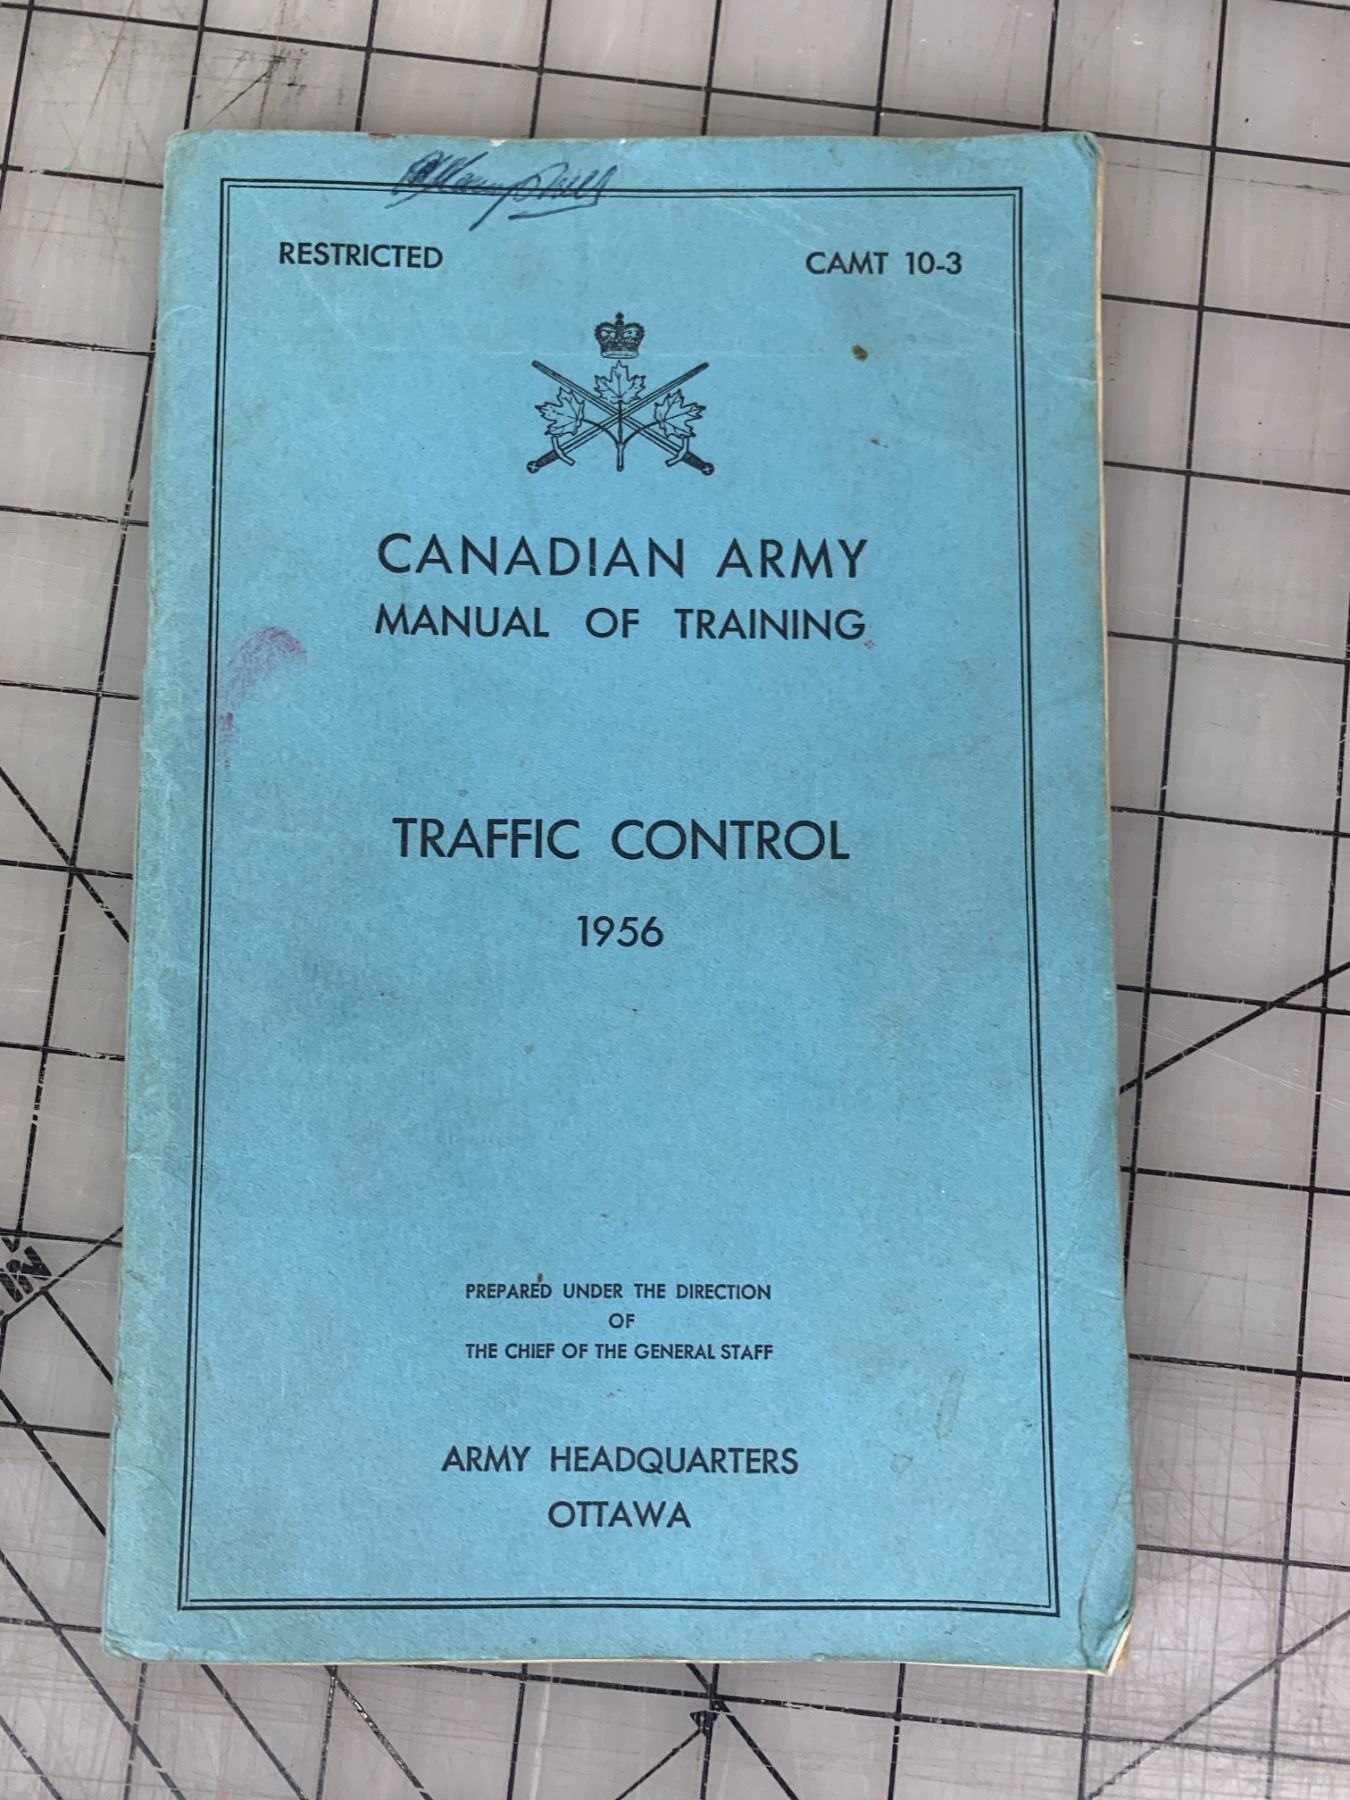 RESTRICTED CAMT 10-3
CANADIAN ARMY
MANUAL OF TRAINING
TRAFFIC CONTROL
1956
PREPARED UNDER THE DIRECTION
OF
THE CHIEF OF THE GENERAL STAFF
ARMY HEADQUARTERS
OTTAWA